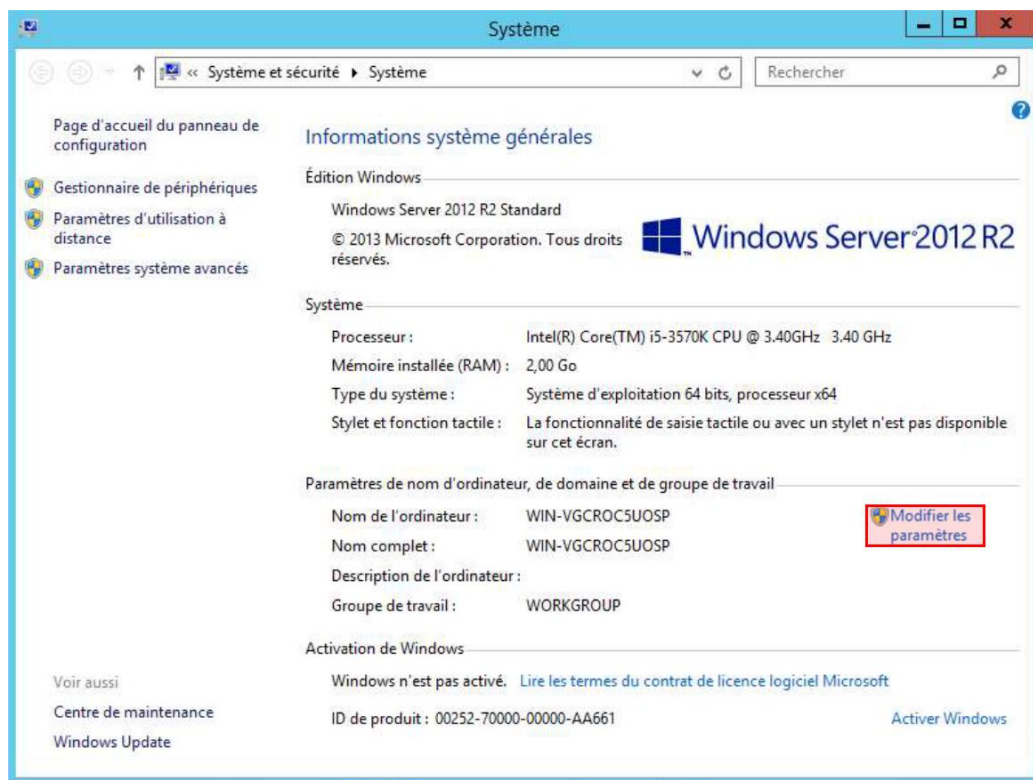 Système
« Système et sécurité ▸ Système
Rechercher
Page d'accueil du panneau de
configuration
Gestionnaire de périphériques
Paramètres d'utilisation à
distance
Paramètres système avancés
Informations système générales
Édition Windows
Windows Server 2012 R2 Standard
© 2013 Microsoft Corporation. Tous droits
réservés.
Windows Server 2012 R2
Système
Processeur : Intel(R) Core(TM) i5-3570K CPU @ 3.40GHz 3.40 GHz
Mémoire installée (RAM) : 2,00 Go
Type du système : Système d'exploitation 64 bits, processeur x64
Stylet et fonction tactile : La fonctionnalité de saisie tactile ou avec un stylet n'est pas disponible
sur cet écran.
Paramètres de nom d'ordinateur, de domaine et de groupe de travail
Nom de l'ordinateur : WIN-VGCROC5UOSP
Modifier les
paramètres
Nom complet : WIN-VGCROC5UOSP
Description de l'ordinateur :
Groupe de travail : WORKGROUP
Activation de Windows
Windows n'est pas activé. Lire les termes du contrat de licence logiciel Microsoft
ID de produit : 00252-70000-00000-AA661 Activer Windows
Voir aussi
Centre de maintenance
Windows Update